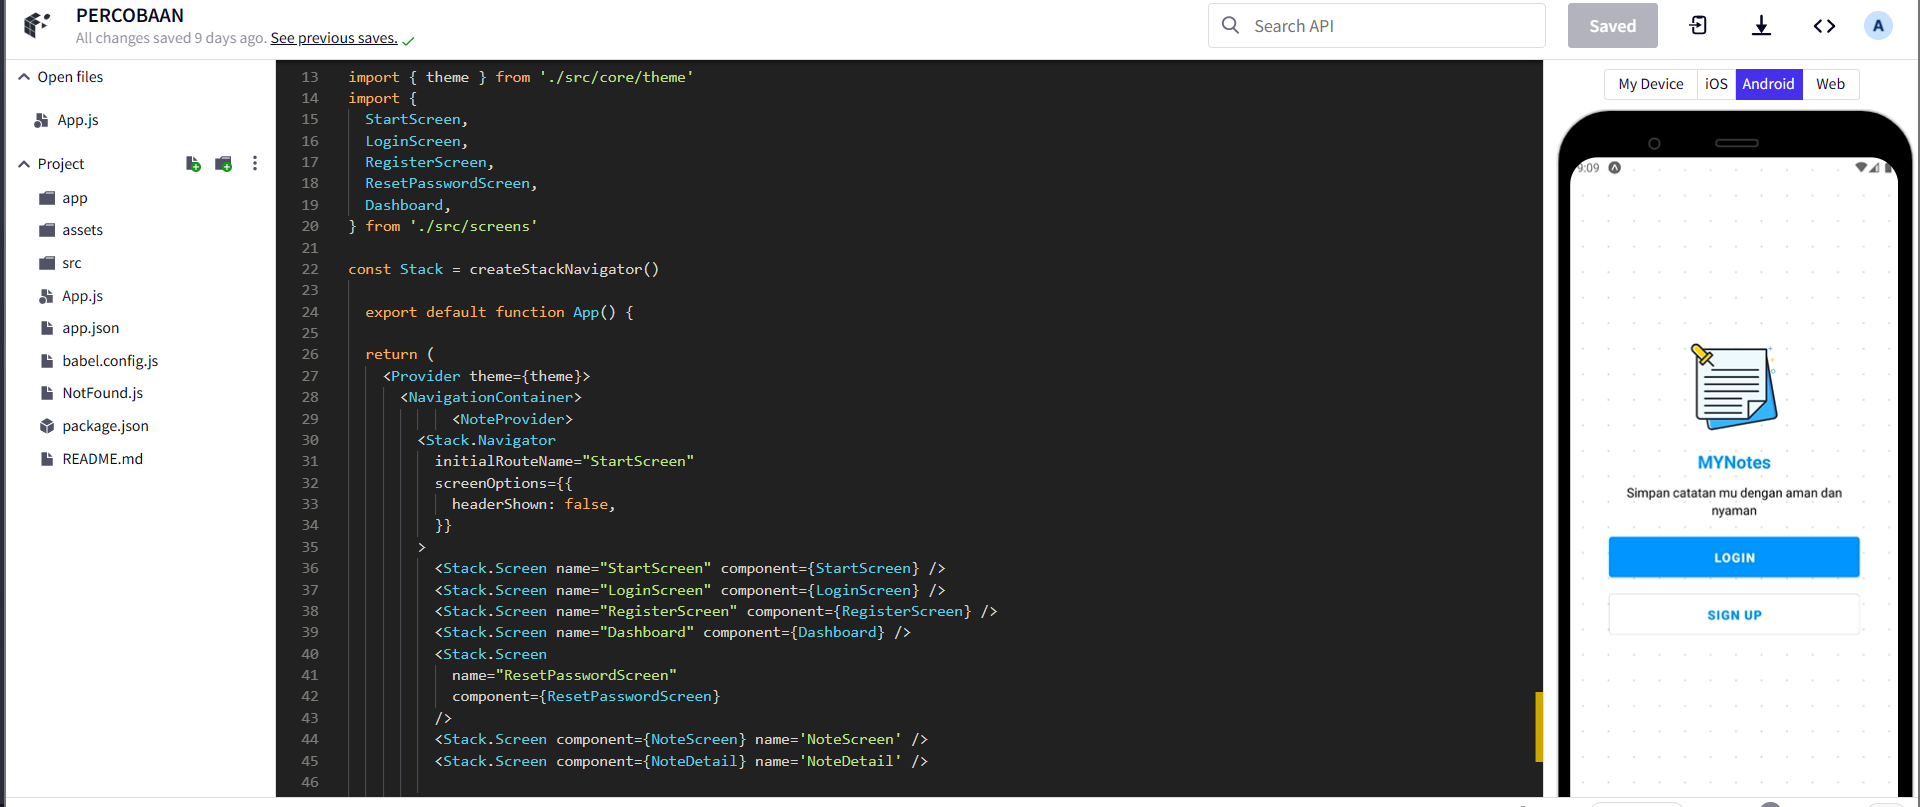 PERCOBAAN
All changes saved 9 days ago. See previous saves.
Search API
Saved
A
Open files
App.js
Project
app
assets
src
App.js
app.json
babel.config.js
NotFound.js
package.json
README.md
13 import { theme } from './src/core/theme'
14 import {
15 StartScreen,
16 LoginScreen,
17 RegisterScreen,
18 ResetPasswordScreen,
19 Dashboard,
20 } from './src/screens'
21
22 const Stack = createStackNavigator()
23
24 export default function App() {
25
26 return (
27 <Provider theme={theme}>
28 <NavigationContainer>
29 <NoteProvider>
30 <Stack.Navigator
31 initialRouteName="StartScreen"
32 screenOptions={{
33 headerShown: false,
34 }}
35 >
36 <Stack.Screen name="StartScreen" component={StartScreen} />
37 <Stack.Screen name="LoginScreen" component={LoginScreen} />
38 <Stack.Screen name="RegisterScreen" component={RegisterScreen} />
39 <Stack.Screen name="Dashboard" component={Dashboard} />
40 <Stack.Screen
41 name="ResetPasswordScreen"
42 component={ResetPasswordScreen}
43 />
44 <Stack.Screen component={NoteScreen} name='NoteScreen' />
45 <Stack.Screen component={NoteDetail} name='NoteDetail' />
46
My Device iOS Android Web
9:09
MYNotes
Simpan catatan mu dengan aman dan
nyaman
LOGIN
SIGN UP